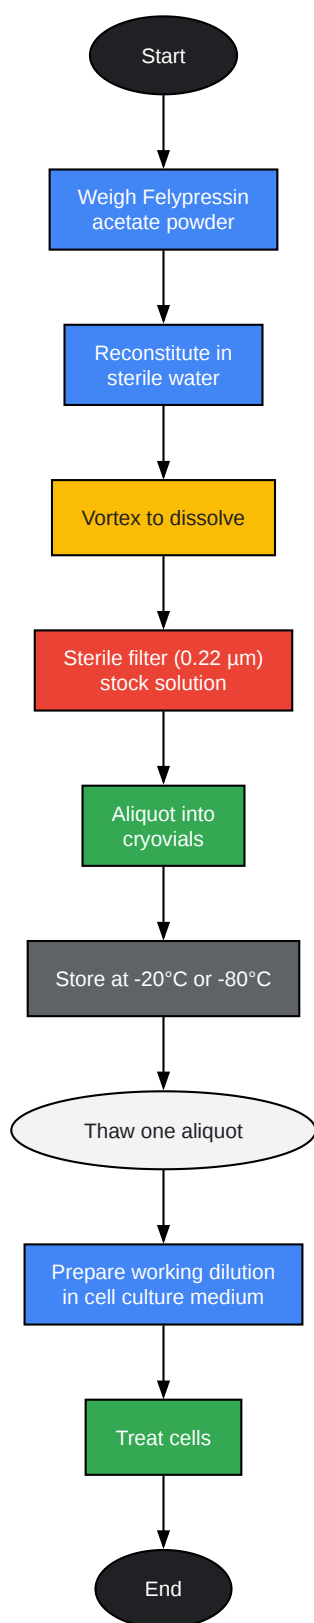 Start
Weigh Felypressin
acetate powder
Reconstitute in
sterile water
Vortex to dissolve
Sterile filter (0.22 µm)
stock solution
Aliquot into
cryovials
Store at -20°C or -80°C
Thaw one aliquot
Prepare working dilution
in cell culture medium
Treat cells
End